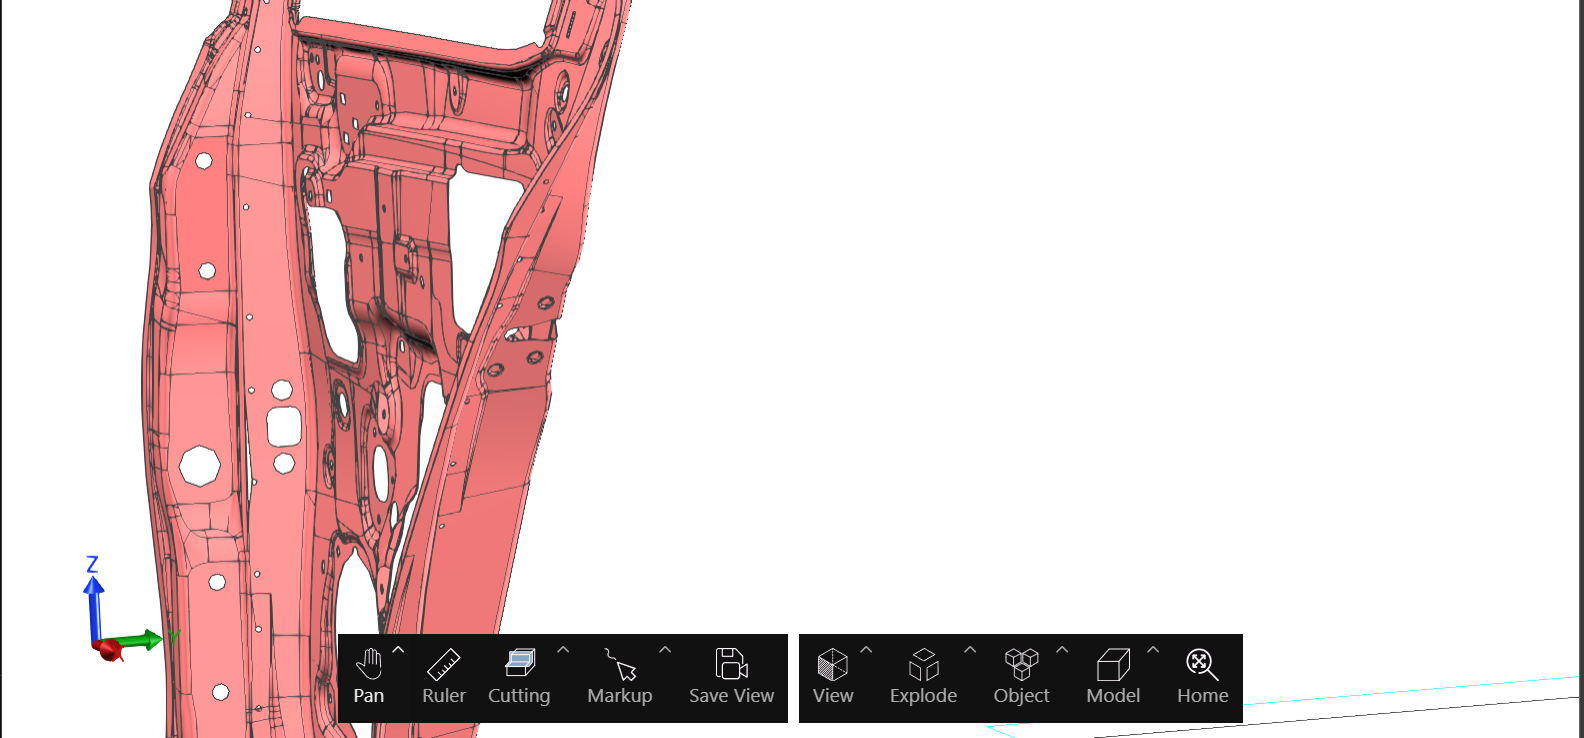 Z
Y
Pan
Ruler
Cutting
Markup
Save View
View
Explode
Object
Model
Home